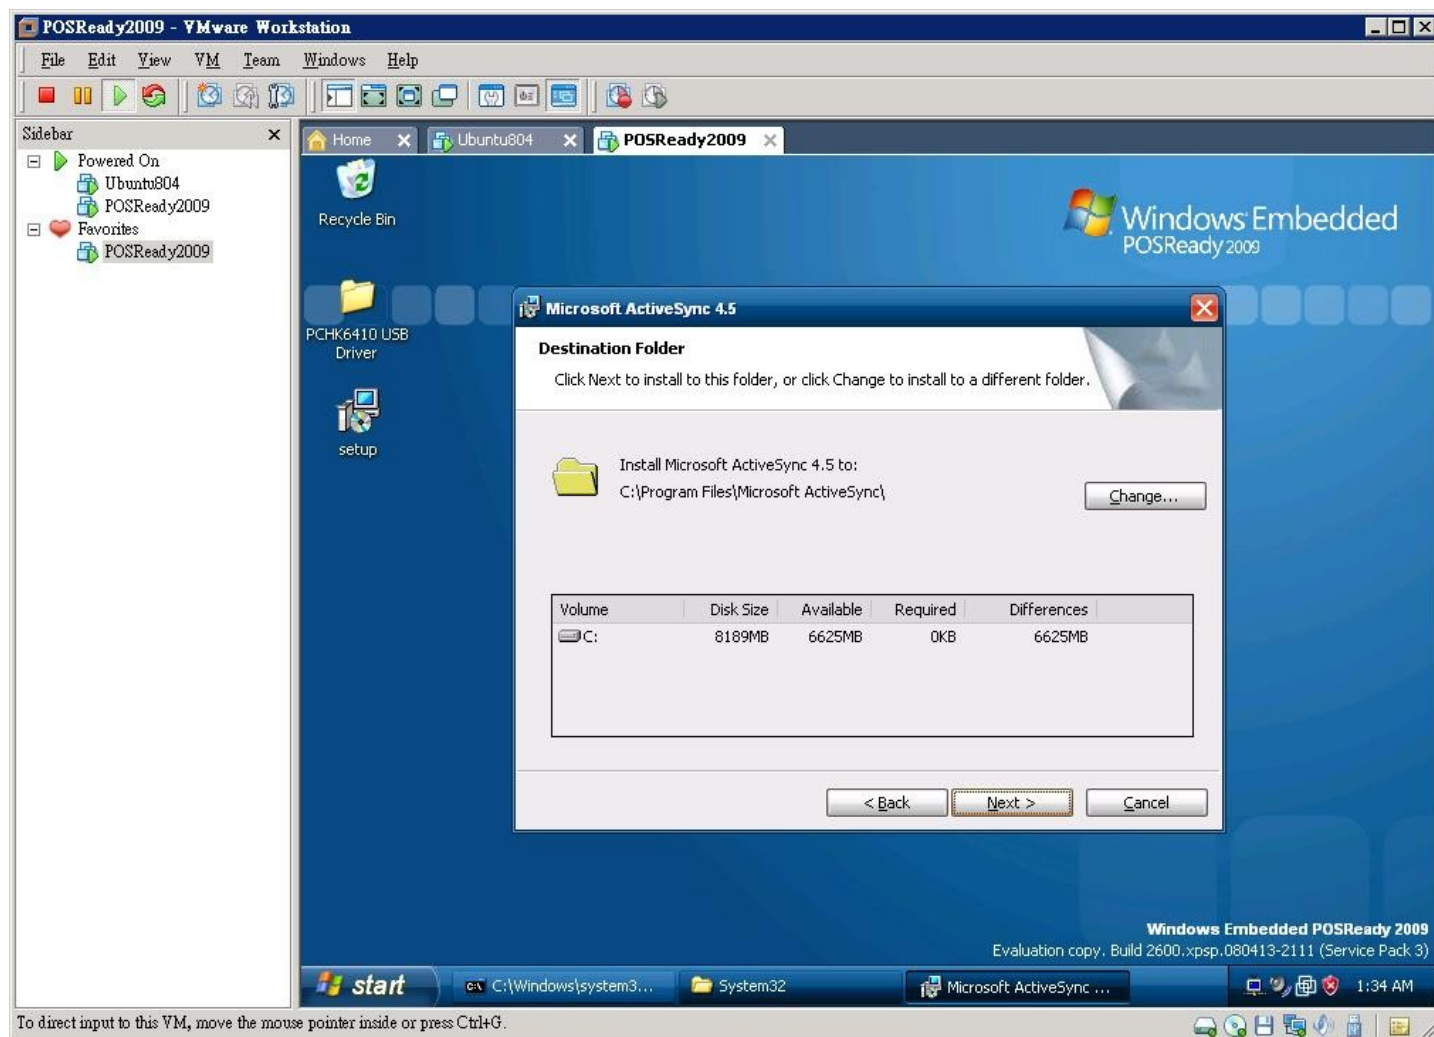 POSReady2009 - VMware Workstation
File Edit View VM Team Windows Help
Sidebar
Powered On
Ubuntu804
POSReady2009
Favorites
POSReady2009
Home Ubuntu804 POSReady2009
Recycle Bin
Windows Embedded
POSReady 2009
PCHK6410 USB
Driver
setup
Microsoft ActiveSync 4.5
Destination Folder
Click Next to install to this folder, or click Change to install to a different folder.
Install Microsoft ActiveSync 4.5 to:
C:\Program Files\Microsoft ActiveSync\
Change...
Volume Disk Size Available Required Differences
C: 8189MB 6625MB 0KB 6625MB
< Back Next > Cancel
Windows Embedded POSReady 2009
Evaluation copy. Build 2600.xpsp.080413-2111 (Service Pack 3)
start C:\Windows\system3... System32 Microsoft ActiveSync ... 1:34 AM
To direct input to this VM, move the mouse pointer inside or press Ctrl+G.